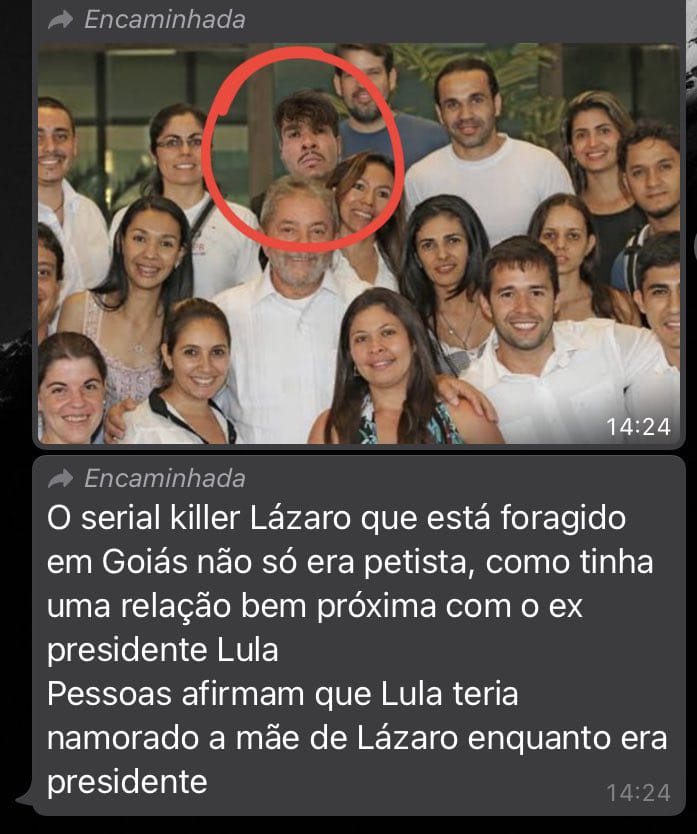 Encaminhada
14:24
Encaminhada
O serial killer Lázaro que está foragido
em Goiás não só era petista, como tinha
uma relação bem próxima com o ex
presidente Lula
Pessoas afirmam que Lula teria
namorado a mãe de Lázaro enquanto era
presidente
14:24